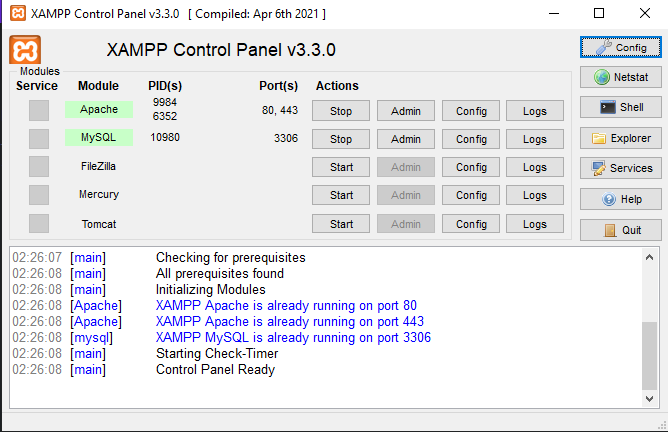 XAMPP Control Panel v3.3.0 [ Compiled: Apr 6th 2021 ]
XAMPP Control Panel v3.3.0
Config
Modules
Service Module PID(s) Port(s) Actions
Netstat
Apache 9984 6352 80, 443 Stop Admin Config Logs
Shell
MySQL 10980 3306 Stop Admin Config Logs
Explorer
FileZilla Start Admin Config Logs
Services
Mercury Start Admin Config Logs
Help
Tomcat Start Admin Config Logs
Quit
02:26:07 [main] Checking for prerequisites
02:26:08 [main] All prerequisites found
02:26:08 [main] Initializing Modules
02:26:08 [Apache] XAMPP Apache is already running on port 80
02:26:08 [Apache] XAMPP Apache is already running on port 443
02:26:08 [mysql] XAMPP MySQL is already running on port 3306
02:26:08 [main] Starting Check-Timer
02:26:08 [main] Control Panel Ready